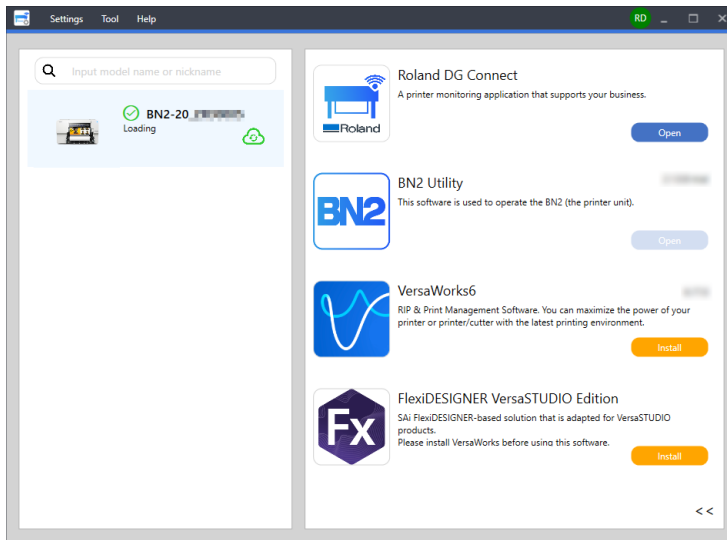 Settings Tool Help
RD
Input model name or nickname
BN2-20
Loading
Roland DG Connect
A printer monitoring application that supports your business.
Roland
Open
BN2 Utility
BN2
This software is used to operate the BN2 (the printer unit).
Open
VersaWorks6
RIP & Print Management Software. You can maximize the power of your
printer or printer/cutter with the latest printing environment.
Install
FlexiDESIGNER VersaSTUDIO Edition
Fx
SAi FlexiDESIGNER-based solution that is adapted for VersaSTUDIO
products.
Please install VersaWorks before using this software.
Install
<<